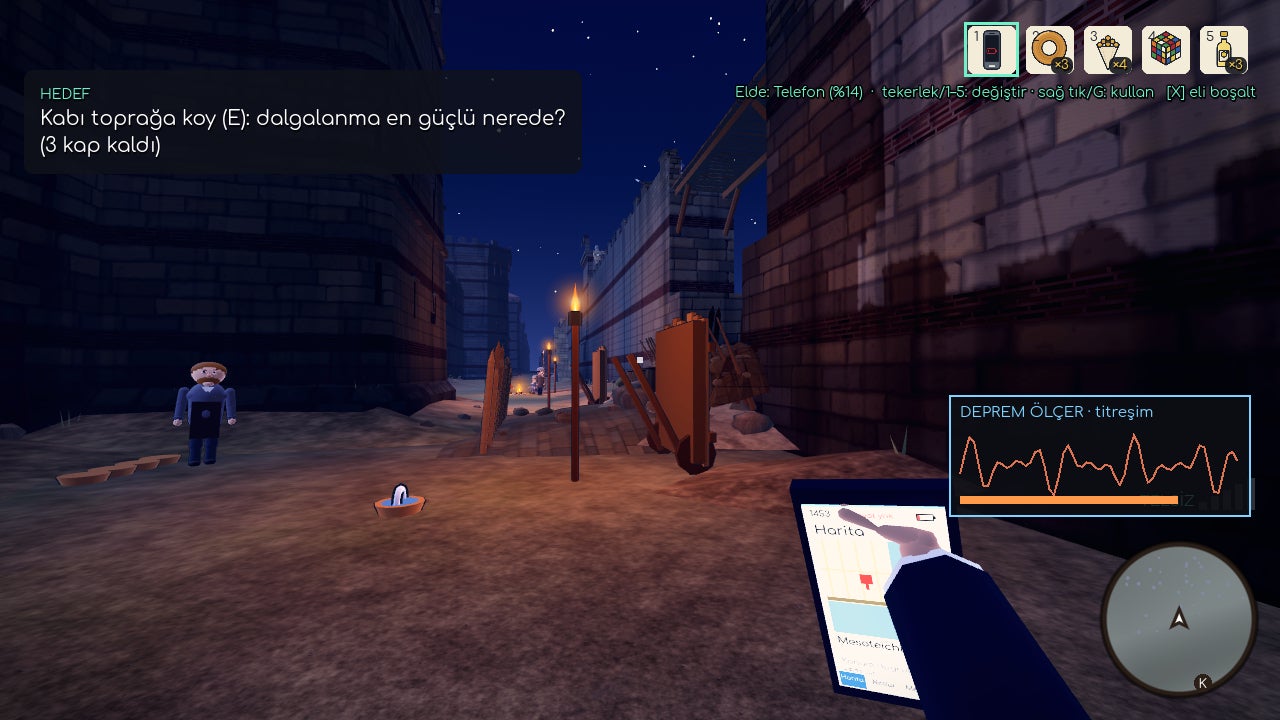 HEDEF
Kabı toprağa koy (E): dalgalanma en güçlü nerede?
(3 kap kaldı)
1
2
×3
3
×4
4
5
×3
Elde: Telefon (%14) · tekerlek/1–5: değiştir · sağ tık/G: kullan [X] eli boşalt
DEPREM ÖLÇER · titreşim
1453
Harita
Harita
K